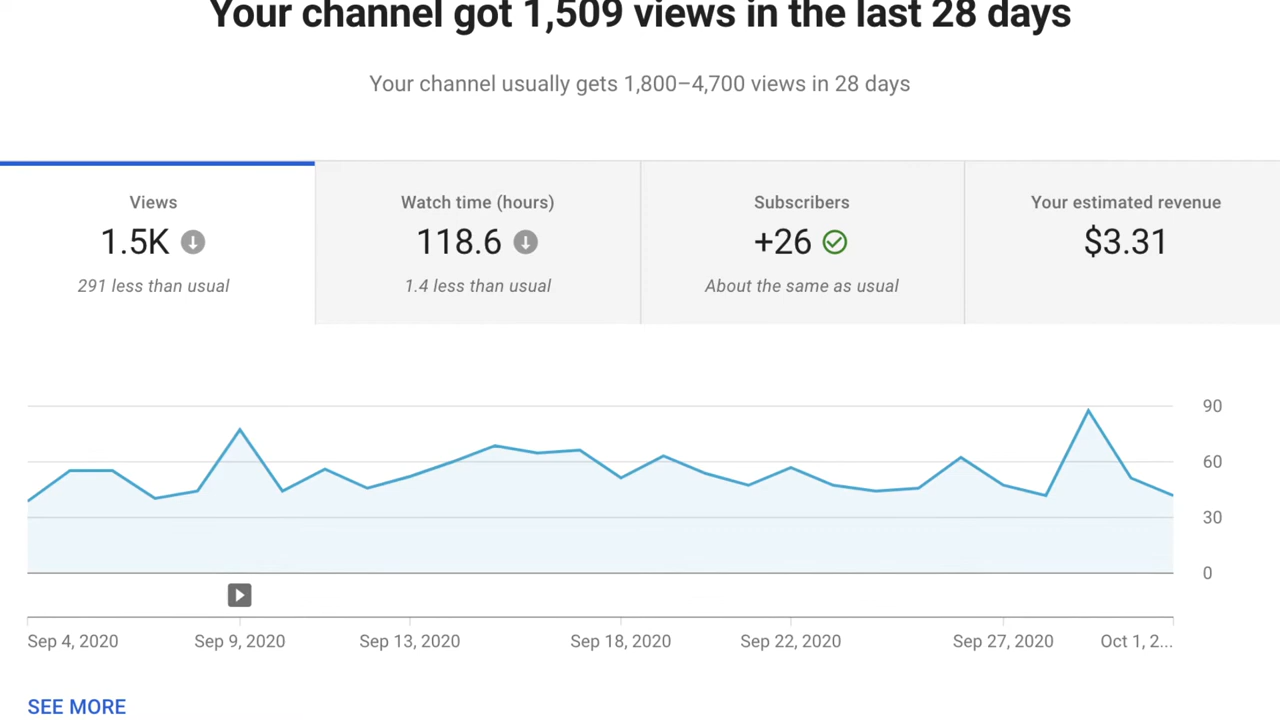 Your channel got 1,509 views in the last 28 days
Your channel usually gets 1,800–4,700 views in 28 days
Views
1.5K
291 less than usual
Watch time (hours)
118.6
1.4 less than usual
Subscribers
+26
About the same as usual
Your estimated revenue
$3.31
90
60
30
0
Sep 4, 2020 Sep 9, 2020 Sep 13, 2020 Sep 18, 2020 Sep 22, 2020 Sep 27, 2020 Oct 1, 2...
SEE MORE